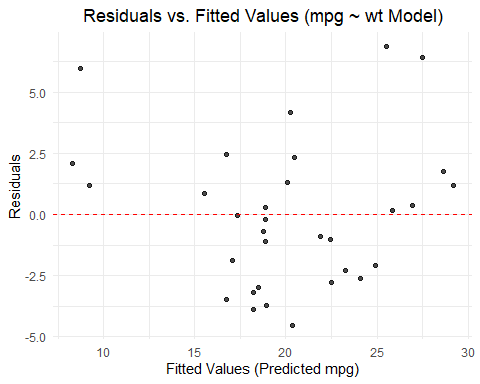 Residuals vs. Fitted Values (mpg ~ wt Model)
5.0
2.5
0.0
-2.5
-5.0
Residuals
10 15 20 25 30
Fitted Values (Predicted mpg)